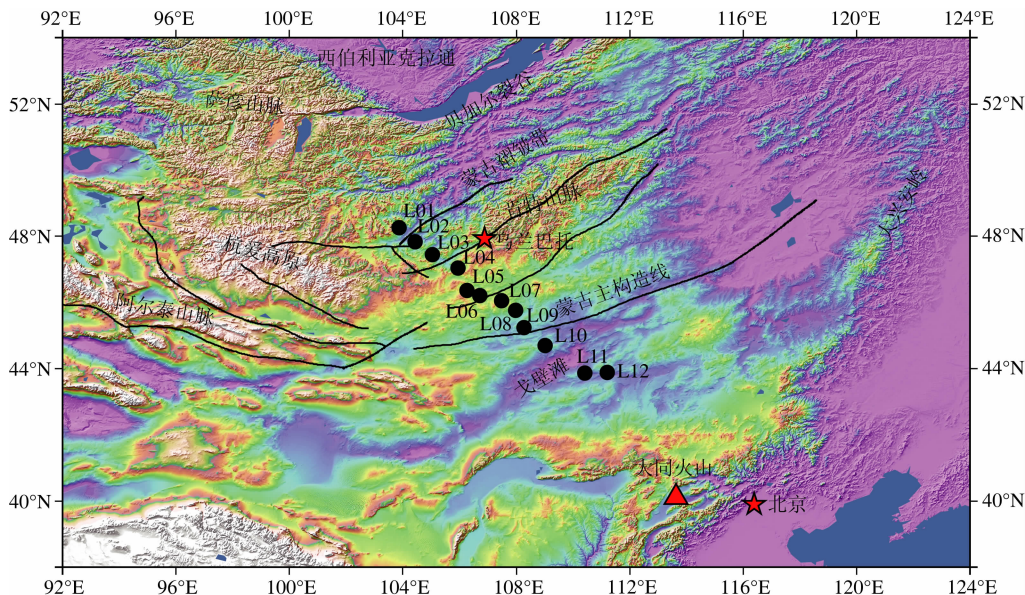 92°E 96°E 100°E 104°E 108°E 112°E 116°E 120°E 124°E
西伯利亚克拉通
52°N 52°N
萨彦山脉
贝加尔裂谷
蒙古褶皱带
肯特山脉
大兴安岭
L01
L02
48°N 48°N
L03
乌兰巴托
杭爱高原
L04
L05
L07
蒙古主构造线
阿尔泰山脉
L06
L09
L08
L10
L11
44°N 44°N
戈壁滩
L12
大同火山
40°N 40°N
北京
92°E 96°E 100°E 104°E 108°E 112°E 116°E 120°E 124°E